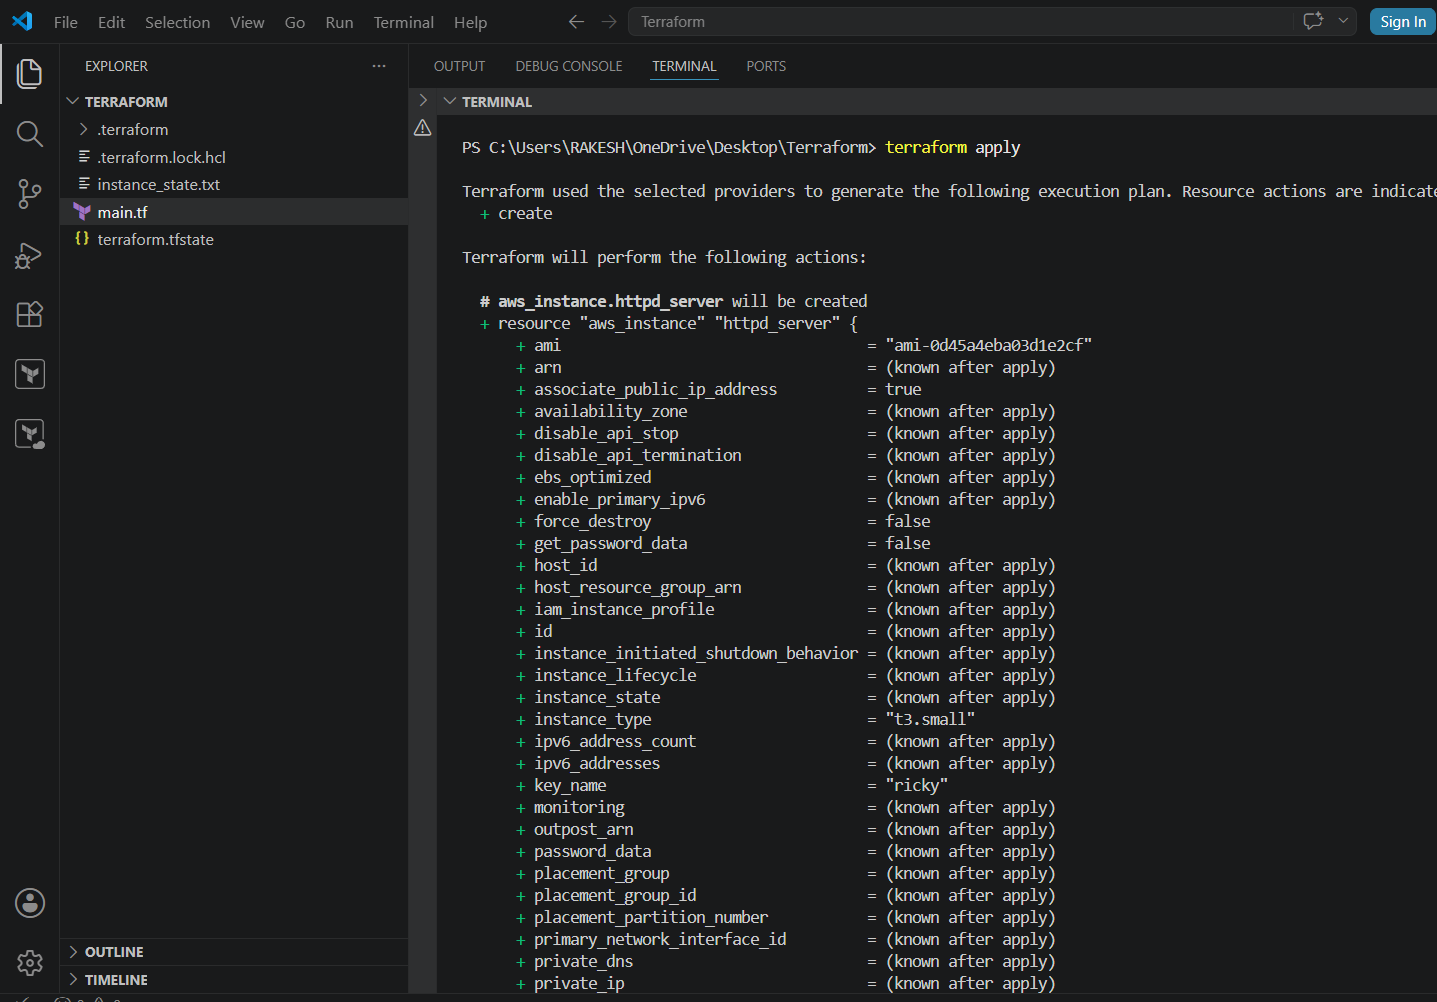 File Edit Selection View Go Run Terminal Help
Terraform
Sign In
EXPLORER
OUTPUT DEBUG CONSOLE TERMINAL PORTS
TERRAFORM
.terraform
.terraform.lock.hcl
instance_state.txt
main.tf
terraform.tfstate
OUTLINE
TIMELINE
TERMINAL
PS C:\Users\RAKESH\OneDrive\Desktop\Terraform> terraform apply
Terraform used the selected providers to generate the following execution plan. Resource actions are indicate
+ create
Terraform will perform the following actions:
# aws_instance.httpd_server will be created
+ resource "aws_instance" "httpd_server" {
+ ami = "ami-0d45a4eba03d1e2cf"
+ arn = (known after apply)
+ associate_public_ip_address = true
+ availability_zone = (known after apply)
+ disable_api_stop = (known after apply)
+ disable_api_termination = (known after apply)
+ ebs_optimized = (known after apply)
+ enable_primary_ipv6 = (known after apply)
+ force_destroy = false
+ get_password_data = false
+ host_id = (known after apply)
+ host_resource_group_arn = (known after apply)
+ iam_instance_profile = (known after apply)
+ id = (known after apply)
+ instance_initiated_shutdown_behavior = (known after apply)
+ instance_lifecycle = (known after apply)
+ instance_state = (known after apply)
+ instance_type = "t3.small"
+ ipv6_address_count = (known after apply)
+ ipv6_addresses = (known after apply)
+ key_name = "ricky"
+ monitoring = (known after apply)
+ outpost_arn = (known after apply)
+ password_data = (known after apply)
+ placement_group = (known after apply)
+ placement_group_id = (known after apply)
+ placement_partition_number = (known after apply)
+ primary_network_interface_id = (known after apply)
+ private_dns = (known after apply)
+ private_ip = (known after apply)